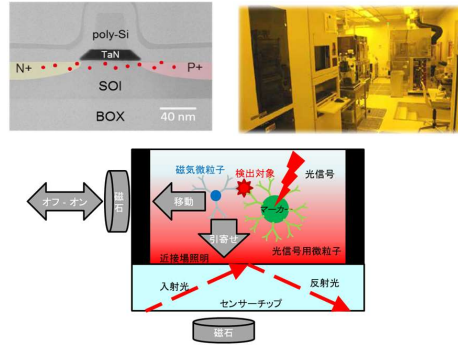 poly-Si
TaN
N+
P+
SOI
BOX
40 nm
磁気微粒子
検出対象
光信号
オフ - オン
磁石
移動
マーカー
引寄せ
近接場照明
光信号用微粒子
入射光
反射光
センサーチップ
磁石